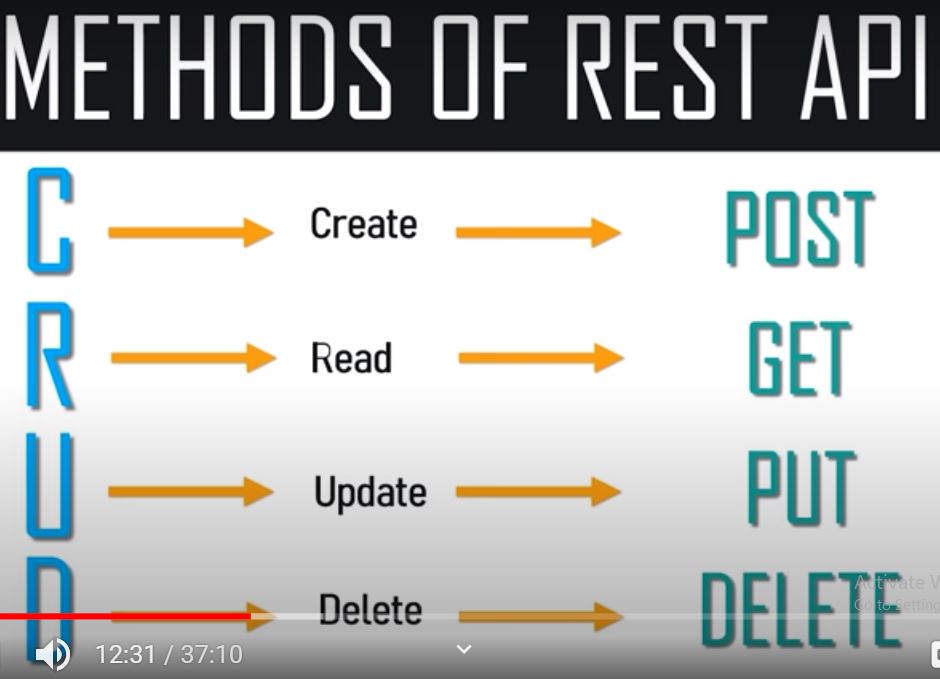 METHODS OF REST API
C Create POST
R Read GET
U Update PUT
D Delete DELETE
Activate
Go to Setting
12:31 / 37:10